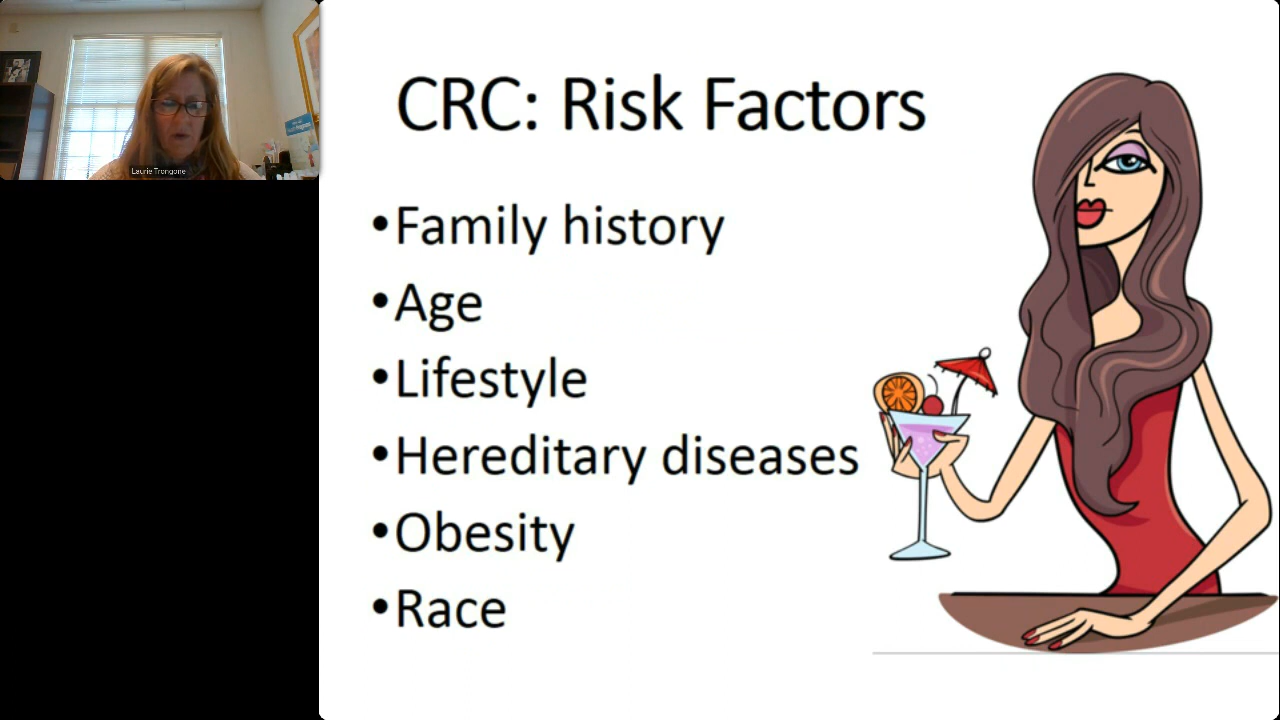 Laurie Trongone
CRC: Risk Factors
•Family history
•Age
•Lifestyle
•Hereditary diseases
•Obesity
•Race